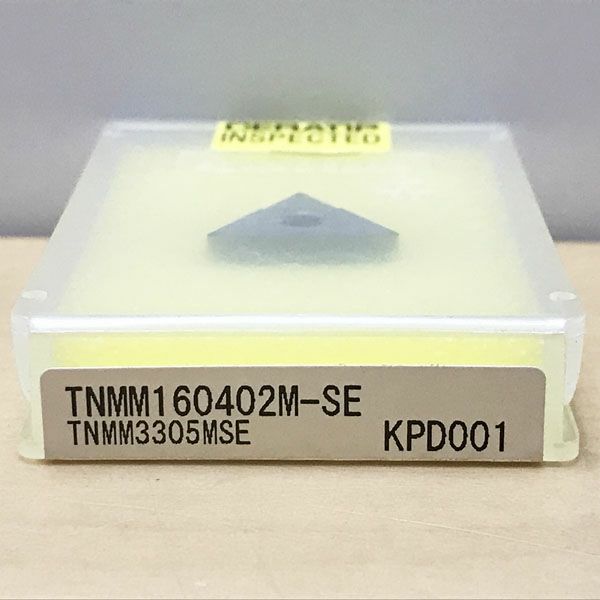 INSPECTED
TNMM160402M-SE
TNMM3305MSE
KPD001